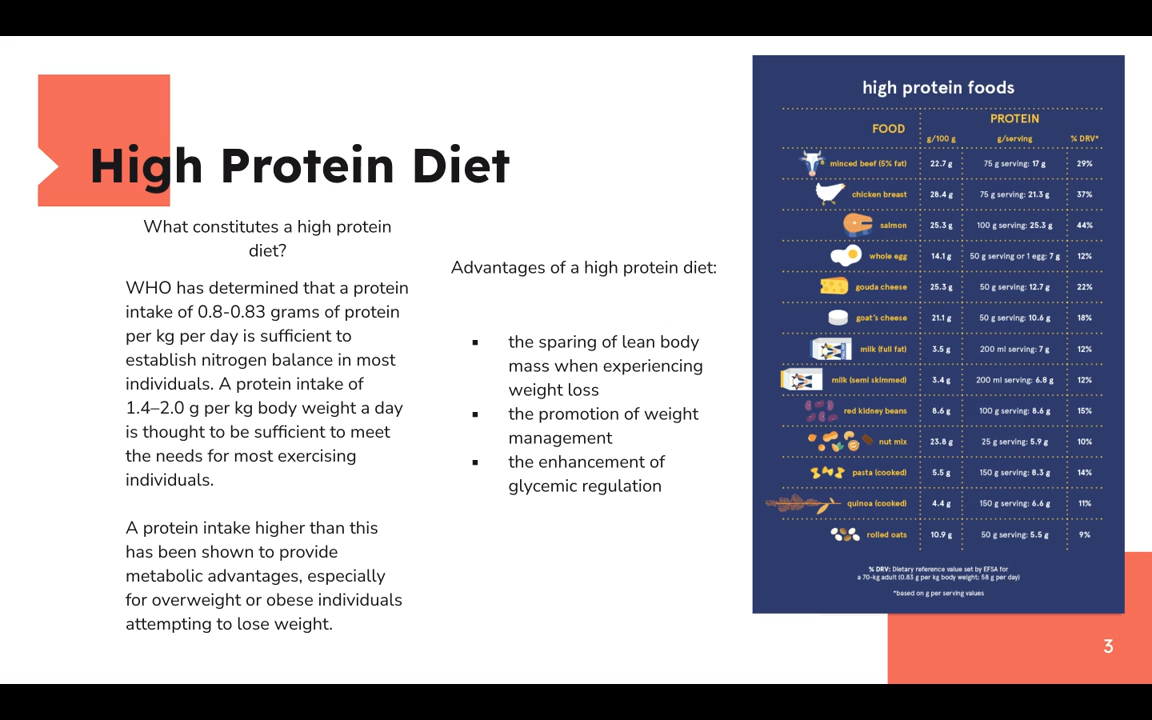 High Protein Diet
What constitutes a high protein
diet?
WHO has determined that a protein
intake of 0.8-0.83 grams of protein
per kg per day is sufficient to
establish nitrogen balance in most
individuals. A protein intake of
1.4–2.0 g per kg body weight a day
is thought to be sufficient to meet
the needs for most exercising
individuals.
A protein intake higher than this
has been shown to provide
metabolic advantages, especially
for overweight or obese individuals
attempting to lose weight.
Advantages of a high protein diet:
▪ the sparing of lean body
mass when experiencing
weight loss
▪ the promotion of weight
management
▪ the enhancement of
glycemic regulation
high protein foods
FOOD PROTEIN
g/100 g g/serving % DRV*
minced beef (5% fat) 22.7 g 75 g serving: 17 g 29%
chicken breast 28.4 g 75 g serving: 21.3 g 37%
salmon 25.3 g 100 g serving: 25.3 g 44%
whole egg 14.1 g 50 g serving or 1 egg: 7 g 12%
gouda cheese 25.3 g 50 g serving: 12.7 g 22%
goat's cheese 21.1 g 50 g serving: 10.6 g 18%
milk (full fat) 3.5 g 200 ml serving: 7 g 12%
milk (semi skimmed) 3.4 g 200 ml serving: 6.8 g 12%
red kidney beans 8.6 g 100 g serving: 8.6 g 15%
nut mix 23.8 g 25 g serving: 5.9 g 10%
pasta (cooked) 5.5 g 150 g serving: 8.3 g 14%
quinoa (cooked) 4.4 g 150 g serving: 6.6 g 11%
rolled oats 10.9 g 50 g serving: 5.5 g 9%
% DRV: Dietary reference value set by EFSA for
a 70-kg adult (0.83 g per kg body weight; 58 g per day)
*based on g per serving values
3